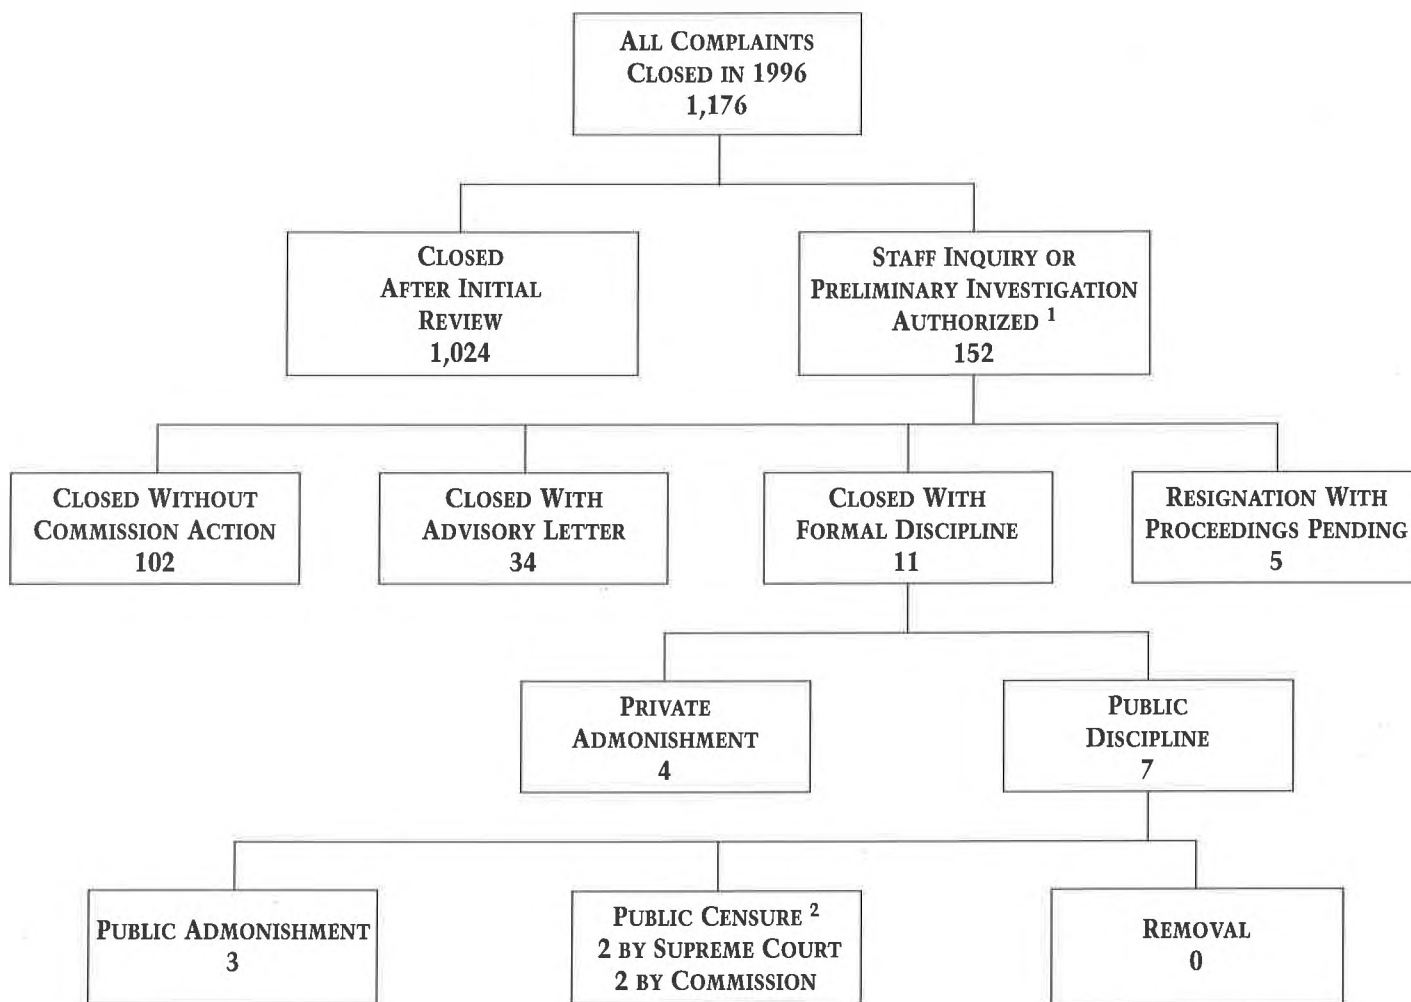 ALL COMPLAINTS
CLOSED IN 1996
1,176
CLOSED
AFTER INITIAL
REVIEW
1,024
STAFF INQUIRY OR
PRELIMINARY INVESTIGATION
AUTHORIZED 1
152
CLOSED WITHOUT
COMMISSION ACTION
102
CLOSED WITH
ADVISORY LETTER
34
CLOSED WITH
FORMAL DISCIPLINE
11
RESIGNATION WITH
PROCEEDINGS PENDING
5
PRIVATE
ADMONISHMENT
4
PUBLIC
DISCIPLINE
7
PUBLIC ADMONISHMENT
3
PUBLIC CENSURE 2
2 BY SUPREME COURT
2 BY COMMISSION
REMOVAL
0